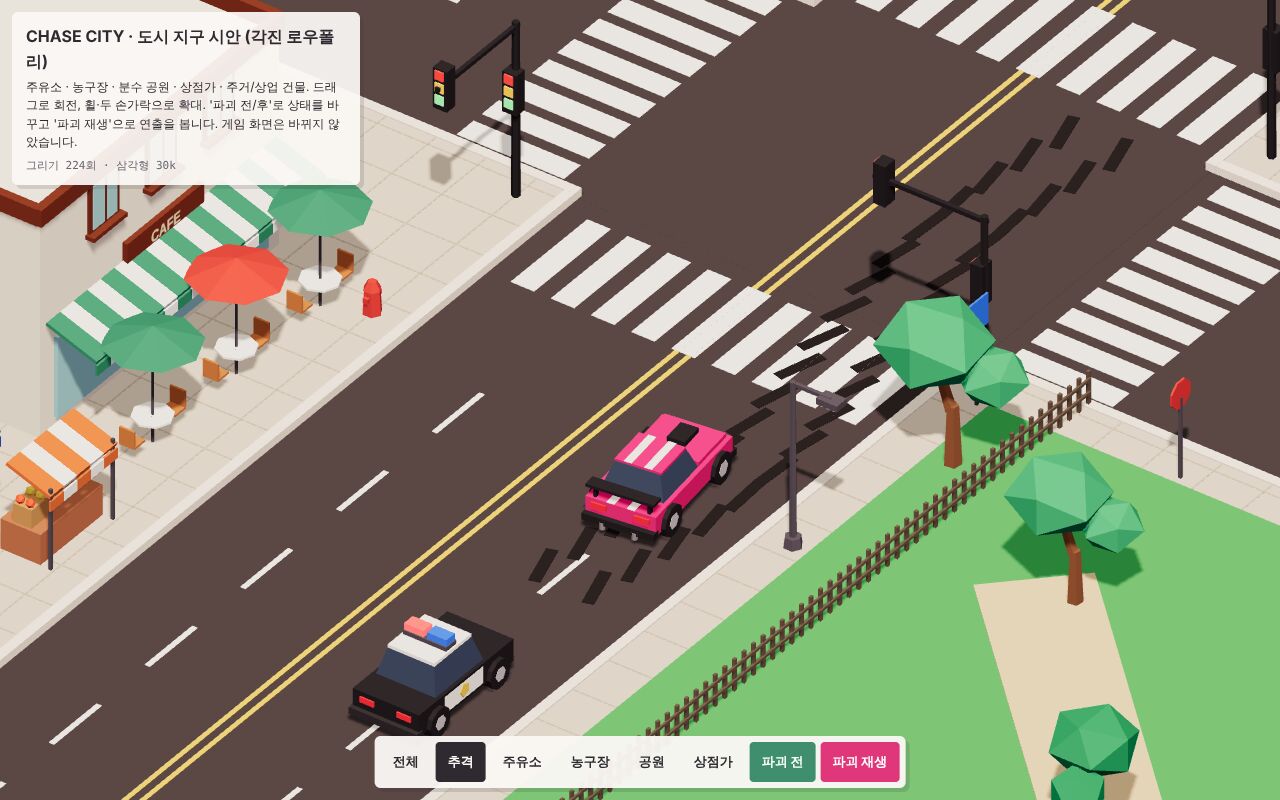 CHASE CITY · 도시 지구 시안 (각진 로우폴
리)
주유소 · 농구장 · 분수 공원 · 상점가 · 주거/상업 건물. 드래
그로 회전, 휠·두 손가락으로 확대. '파괴 전/후'로 상태를 바
꾸고 '파괴 재생'으로 연출을 봅니다. 게임 화면은 바뀌지 않
았습니다.
그리기 224회 · 삼각형 30k
CAFE
전체
추격
주유소
농구장
공원
상점가
파괴 전
파괴 재생